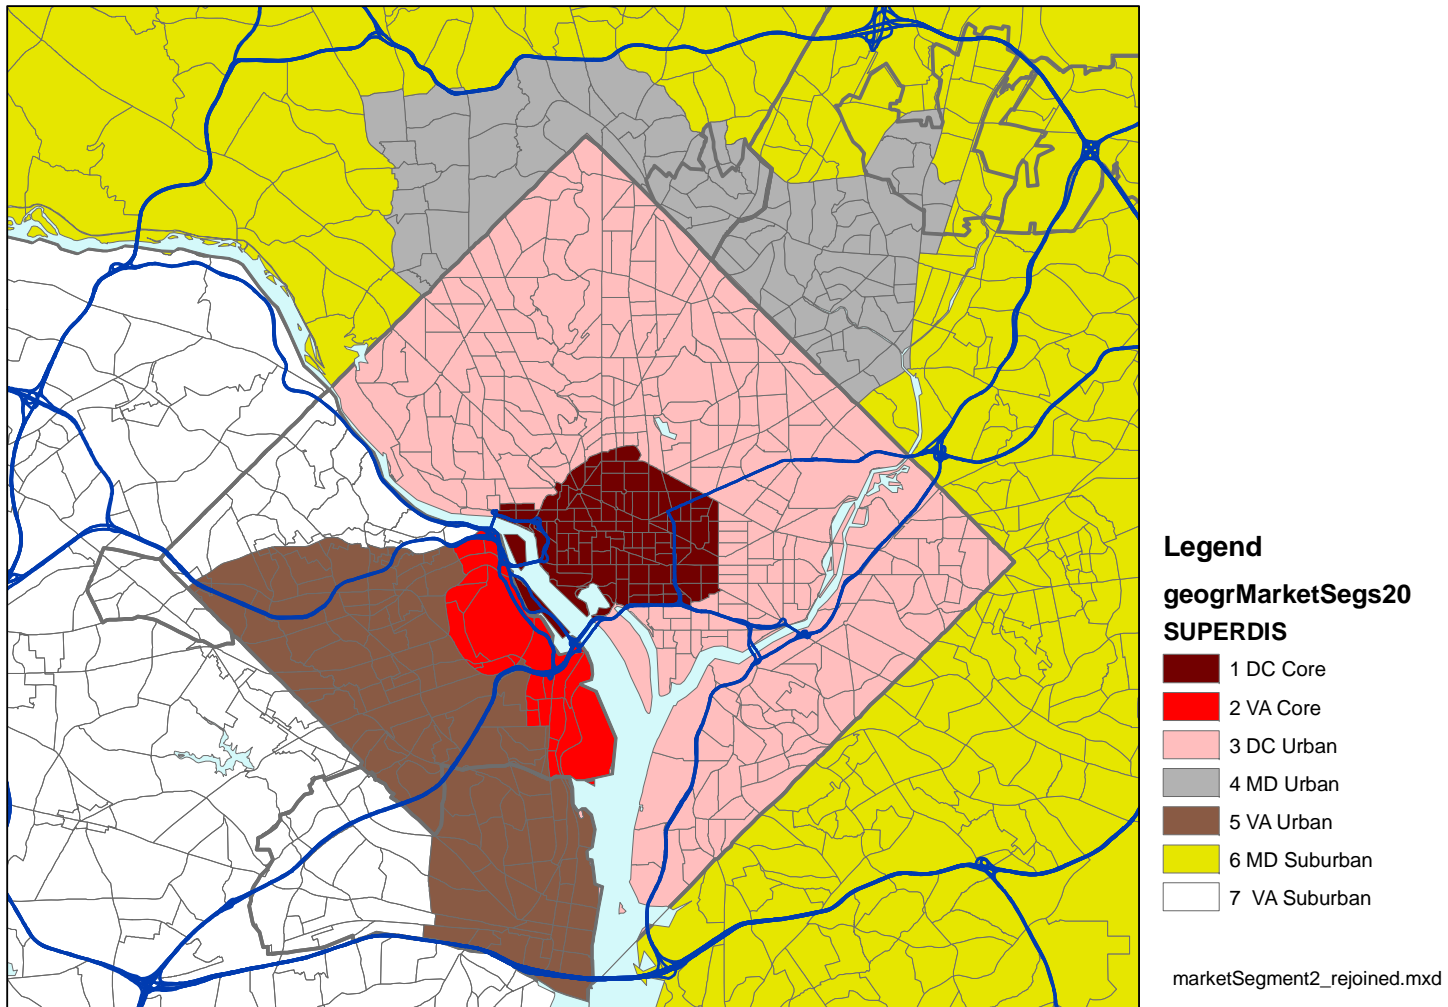 Legend
geogrMarketSegs20
SUPERDIS
1 DC Core
2 VA Core
3 DC Urban
4 MD Urban
5 VA Urban
6 MD Suburban
7 VA Suburban
marketSegment2_rejoined.mxd